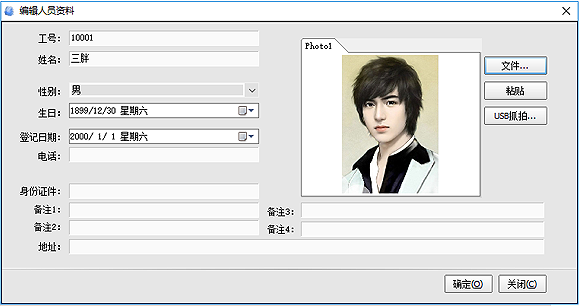 编辑人员资料
工号: 10001
姓名: 三胖
性别: 男
生日: 1899/12/30 星期六
登记日期: 2000/ 1/ 1 星期六
电话:
身份证件:
备注1:
备注2:
地址:
Photo1
文件...
粘贴
USB抓拍...
备注3:
备注4:
确定(O)
关闭(C)